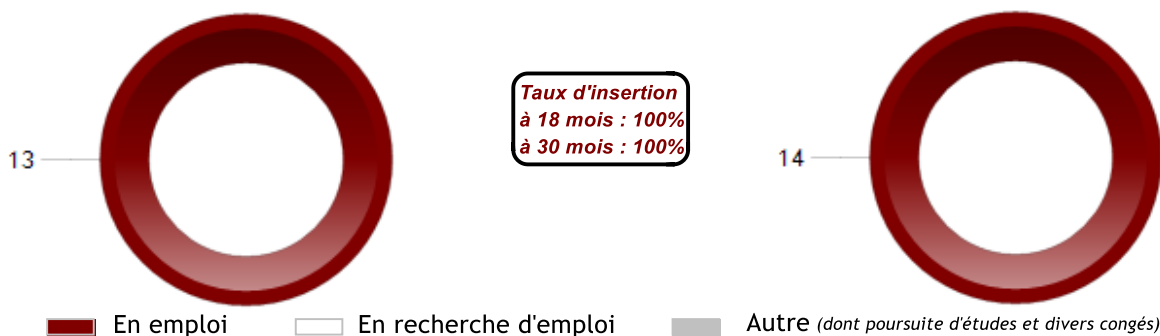 Taux d'insertion
à 18 mois : 100%
à 30 mois : 100%
13
14
En emploi
En recherche d'emploi
Autre (dont poursuite d'études et divers congés)